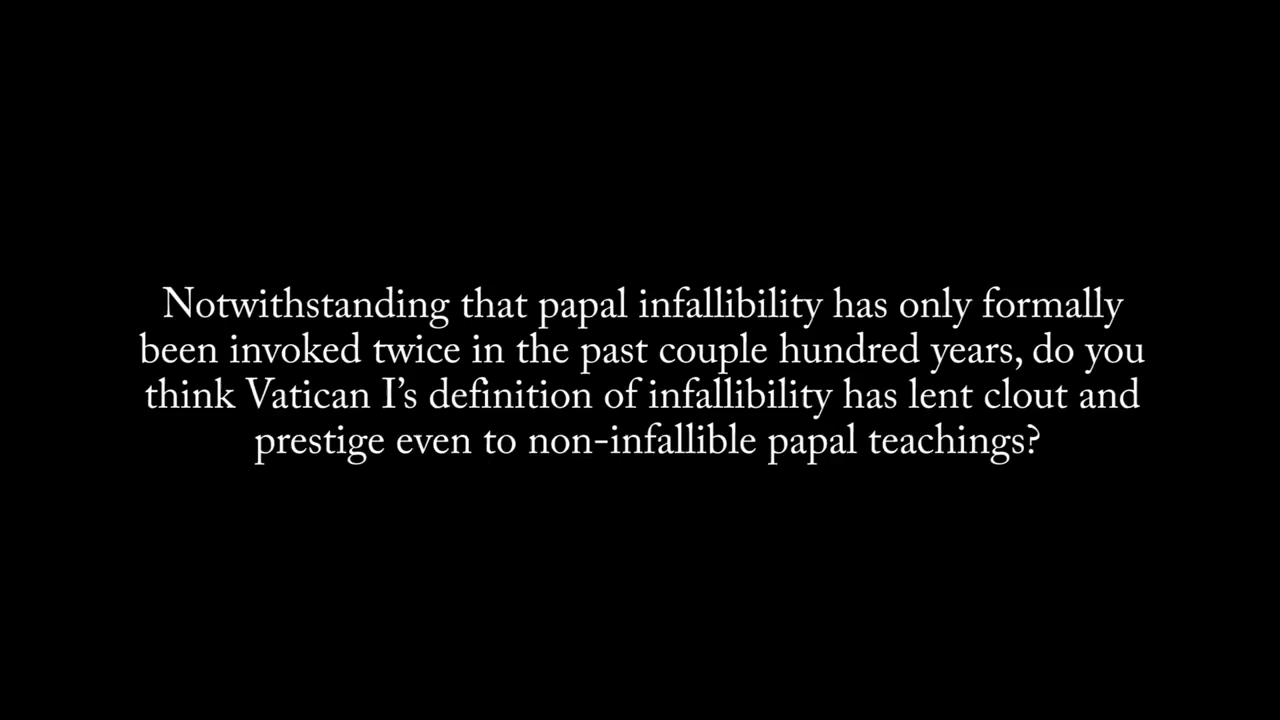 Notwithstanding that papal infallibility has only formally
been invoked twice in the past couple hundred years, do you
think Vatican I’s definition of infallibility has lent clout and
prestige even to non-infallible papal teachings?